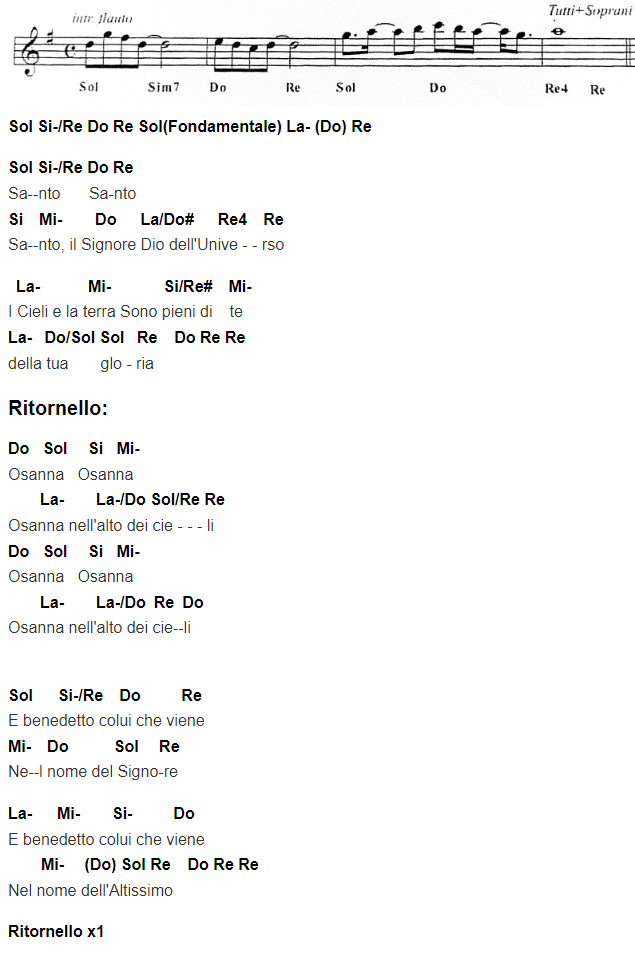 intr. flauto
Tutti+Soprani
Sol Sim7 Do Re Sol Do Re4 Re
Sol Si-/Re Do Re Sol(Fondamentale) La- (Do) Re
Sol Si-/Re Do Re
Sa--nto Sa-nto
Si Mi- Do La/Do# Re4 Re
Sa--nto, il Signore Dio dell'Unive - - rso
La- Mi- Si/Re# Mi-
I Cieli e la terra Sono pieni di te
La- Do/Sol Sol Re Do Re Re
della tua glo - ria
Ritornello:
Do Sol Si Mi-
Osanna Osanna
La- La-/Do Sol/Re Re
Osanna nell'alto dei cie - - - li
Do Sol Si Mi-
Osanna Osanna
La- La-/Do Re Do
Osanna nell'alto dei cie--li
Sol Si-/Re Do Re
E benedetto colui che viene
Mi- Do Sol Re
Ne--l nome del Signo-re
La- Mi- Si- Do
E benedetto colui che viene
Mi- (Do) Sol Re Do Re Re
Nel nome dell'Altissimo
Ritornello x1